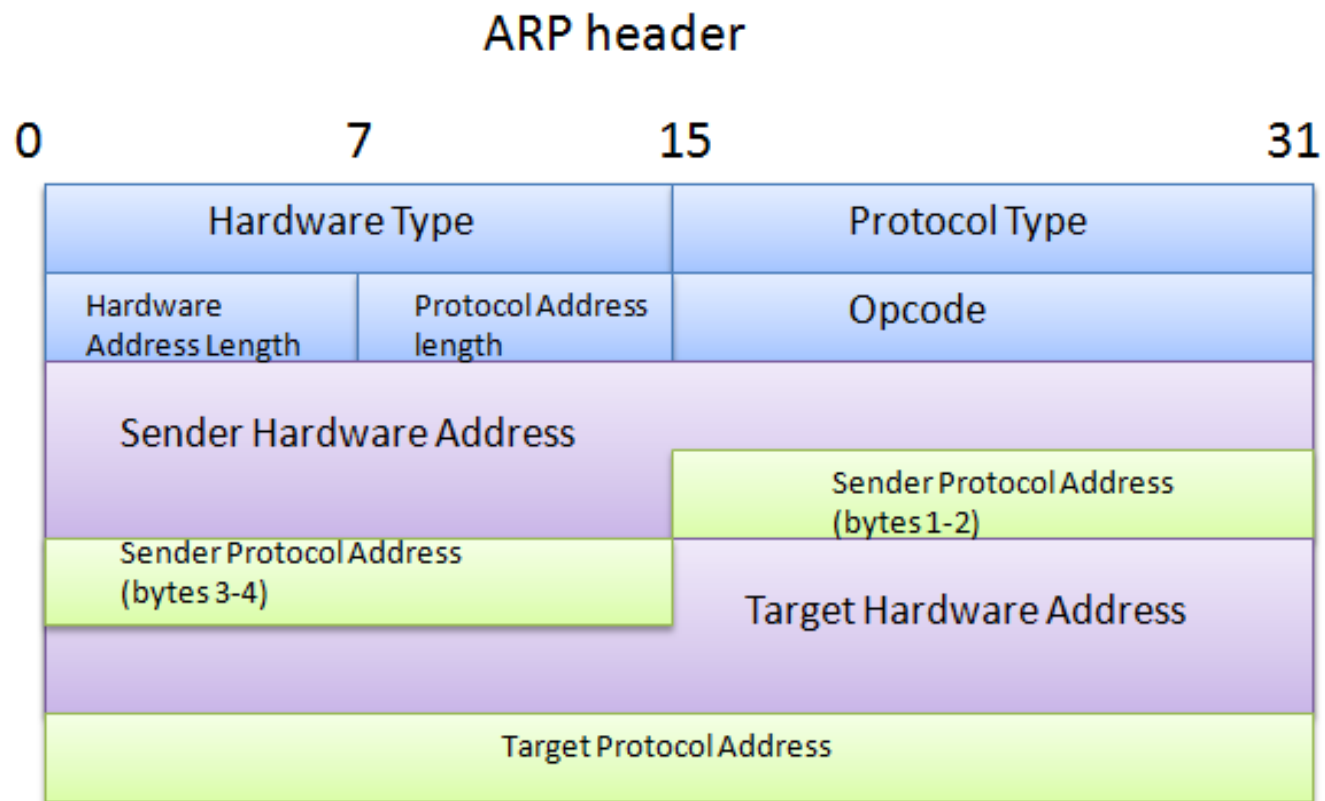 ARP header
0 7 15 31
Hardware Type
Protocol Type
Hardware
Address Length
Protocol Address
length
Opcode
Sender Hardware Address
Sender Protocol Address
(bytes 1-2)
Sender Protocol Address
(bytes 3-4)
Target Hardware Address
Target Protocol Address